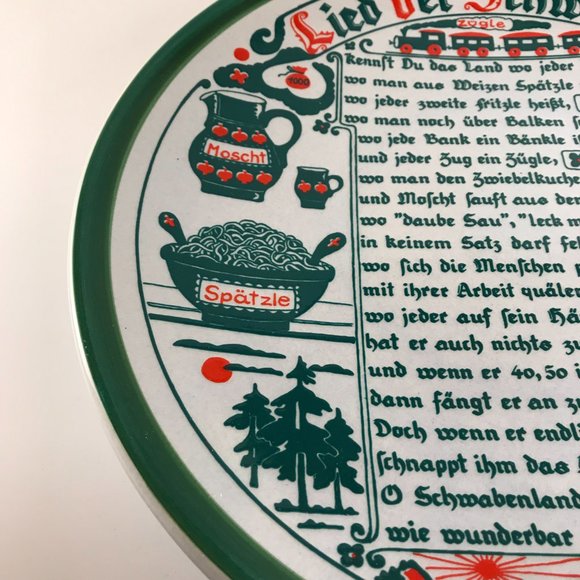 Lied der Schw
Zügle
1000
Moscht
Spätzle
kennst Du das Land wo jeder
wo man aus Weizen Spätzle
wo jeder zweite Fritzle heißt,
wo man noch über Balken
wo jede Bank ein Bänkle i
und jeder Zug ein Zügle,
wo man den Zwiebelkuche
und Moſcht ſauft aus de
wo "daube Sau", "leck m
in keinem Satz darf fe
wo ſich die Menſchen
mit ihrer Arbeit quäle
wo jeder auf ſein Hä
hat er auch nichts z
und wenn er 40, 50 j
dann fängt er an z
Doch wenn er endl
ſchnappt ihm das
O Schwabenland
wie wunderbar